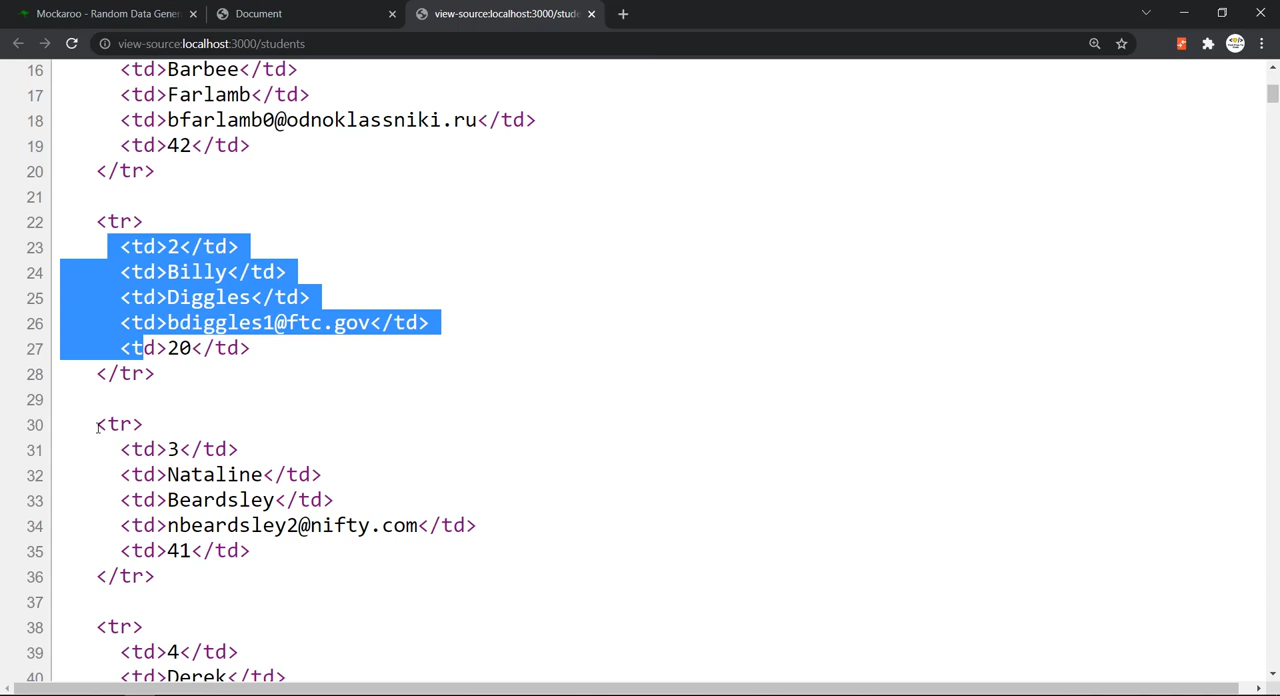 Mockaroo - Random Data Gener
Document
view-source:localhost:3000/stude
view-source:localhost:3000/students
16 <td>Barbee</td>
17 <td>Farlamb</td>
18 <td>bfarlamb0@odnoklassniki.ru</td>
19 <td>42</td>
20 </tr>
21
22 <tr>
23 <td>2</td>
24 <td>Billy</td>
25 <td>Diggles</td>
26 <td>bdiggles1@ftc.gov</td>
27 <td>20</td>
28 </tr>
29
30 <tr>
31 <td>3</td>
32 <td>Nataline</td>
33 <td>Beardsley</td>
34 <td>nbeardsley2@nifty.com</td>
35 <td>41</td>
36 </tr>
37
38 <tr>
39 <td>4</td>
40 <td>Derek</td>